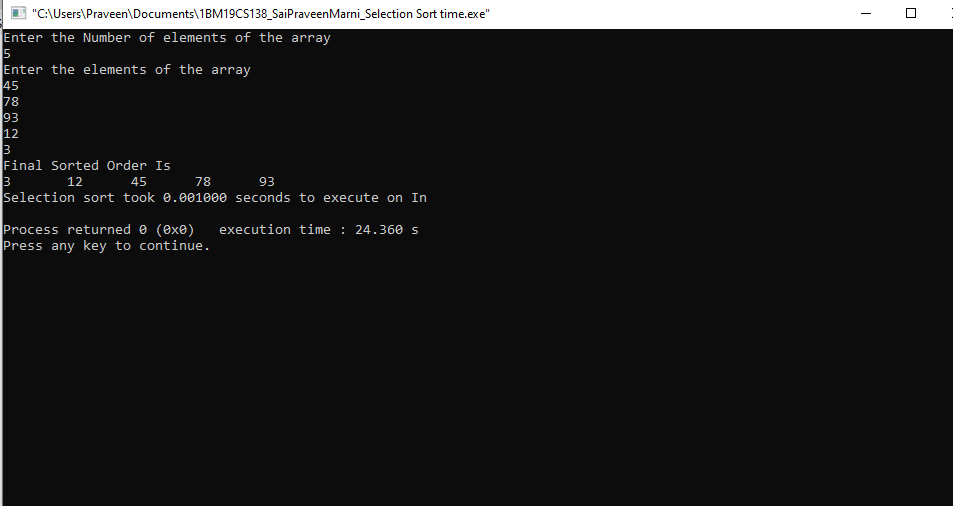 "C:\Users\Praveen\Documents\1BM19CS138_SaiPraveenMarni_Selection Sort time.exe"
Enter the Number of elements of the array
5
Enter the elements of the array
45
78
93
12
3
Final Sorted Order Is
3 12 45 78 93
Selection sort took 0.001000 seconds to execute on In

Process returned 0 (0x0) execution time : 24.360 s
Press any key to continue.